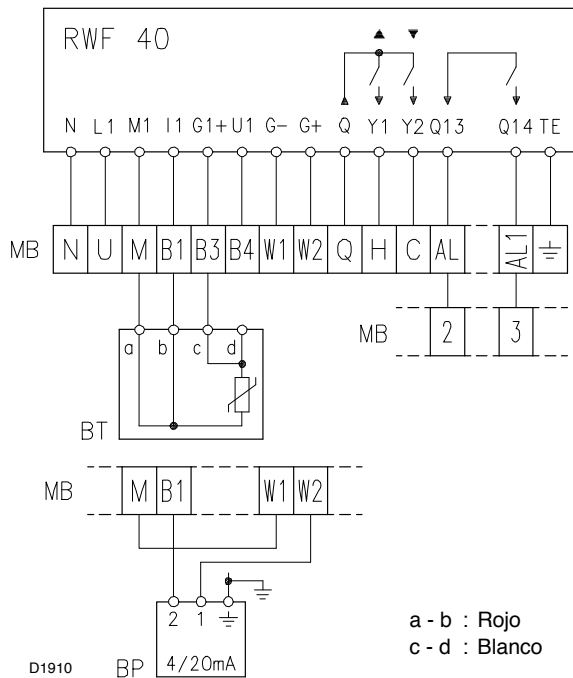 RWF 40
N L1 M1 I1 G1+ U1 G- G+ Q Y1 Y2 Q13 Q14 TE
MB N U M B1 B3 B4 W1 W2 Q H C AL AL1
MB 2 3
a b c d
BT
MB M B1 W1 W2
2 1
BP 4/20mA
a - b : Rojo
c - d : Blanco
D1910